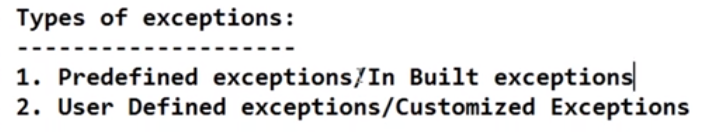 Types of exceptions:
--------------------
1. Predefined exceptions/In Built exceptions
2. User Defined exceptions/Customized Exceptions